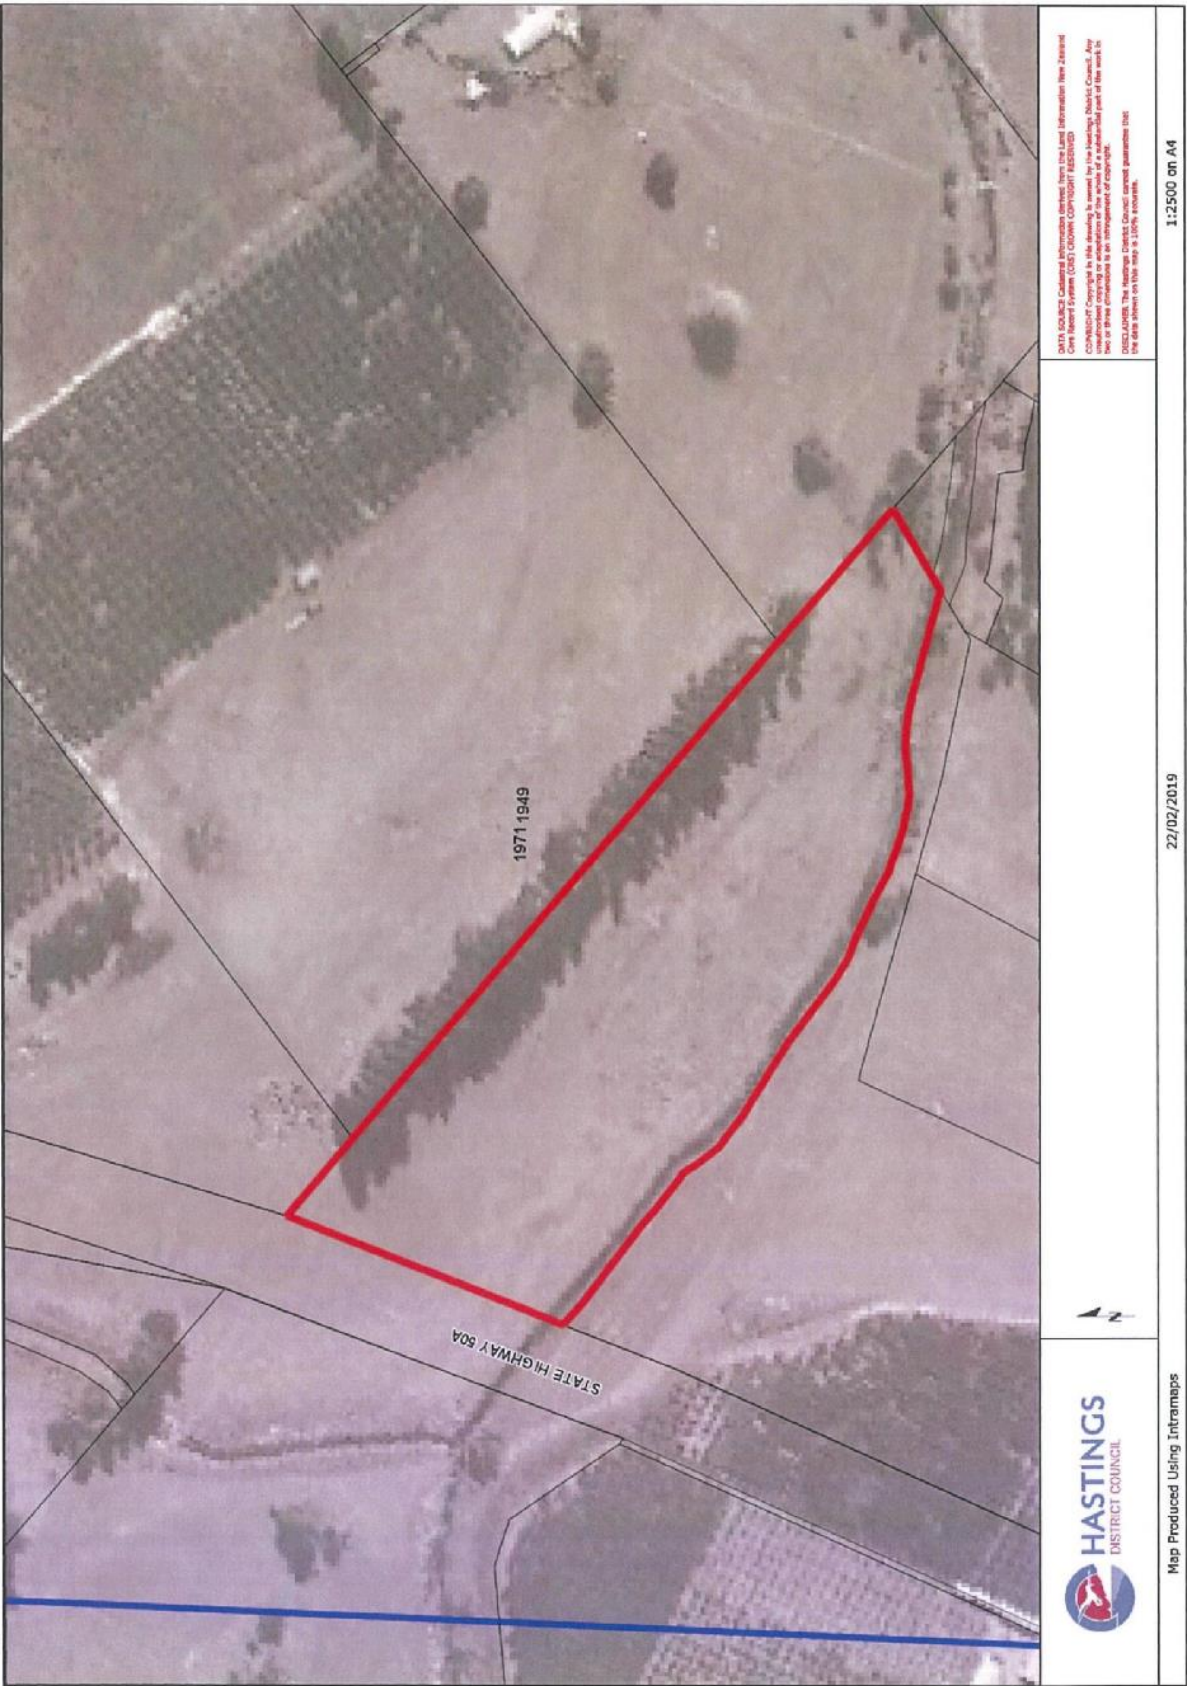 1971 1949
STATE HIGHWAY 50A
HASTINGS
DISTRICT COUNCIL
N
DATA SOURCE Cadastral information derived from the Land Information New Zealand
Core Record System (CRS) CROWN COPYRIGHT RESERVED
COPYRIGHT Copyright in this drawing is owned by the Hastings District Council. Any
unauthorised copying or adaptation of the whole of a substantial part of the work in
two or three dimensions is an infringement of copyright.
DISCLAIMER The Hastings District Council cannot guarantee that
the data shown on this map is 100% accurate.
Map Produced Using Intramaps
22/02/2019
1:2500 on A4